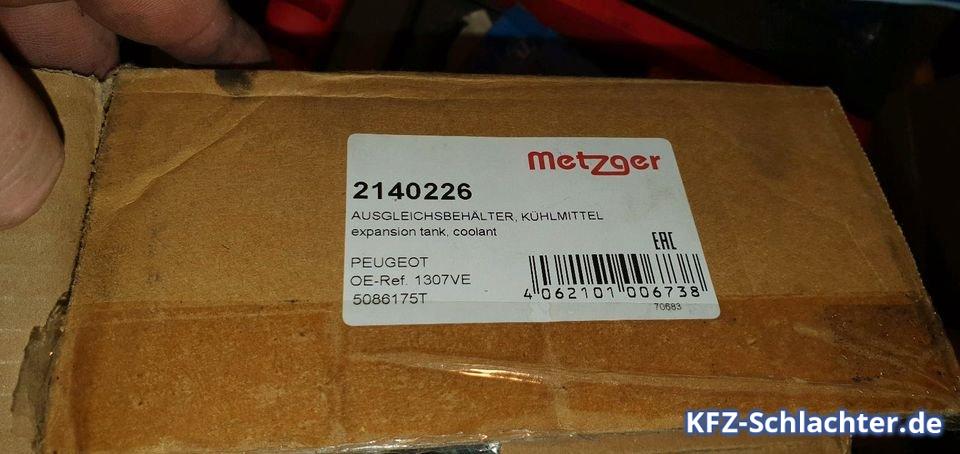 metzger
2140226
AUSGLEICHSBEHÄLTER, KÜHLMITTEL
expansion tank, coolant
EAC
PEUGEOT
OE-Ref. 1307VE
5086175T
4 062101 006738
70683
KFZ-Schlachter.de